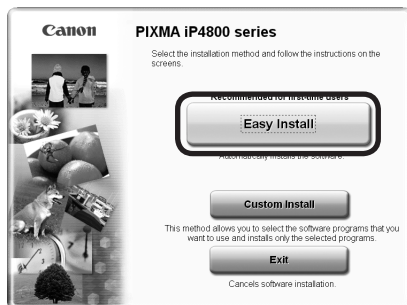 Canon
PIXMA iP4800 series
Select the installation method and follow the instructions on the
screens.
Recommended for first-time users
Easy Install
Automatically installs the software.
Custom Install
This method allows you to select the software programs that you
want to use and installs only the selected programs.
Exit
Cancels software installation.